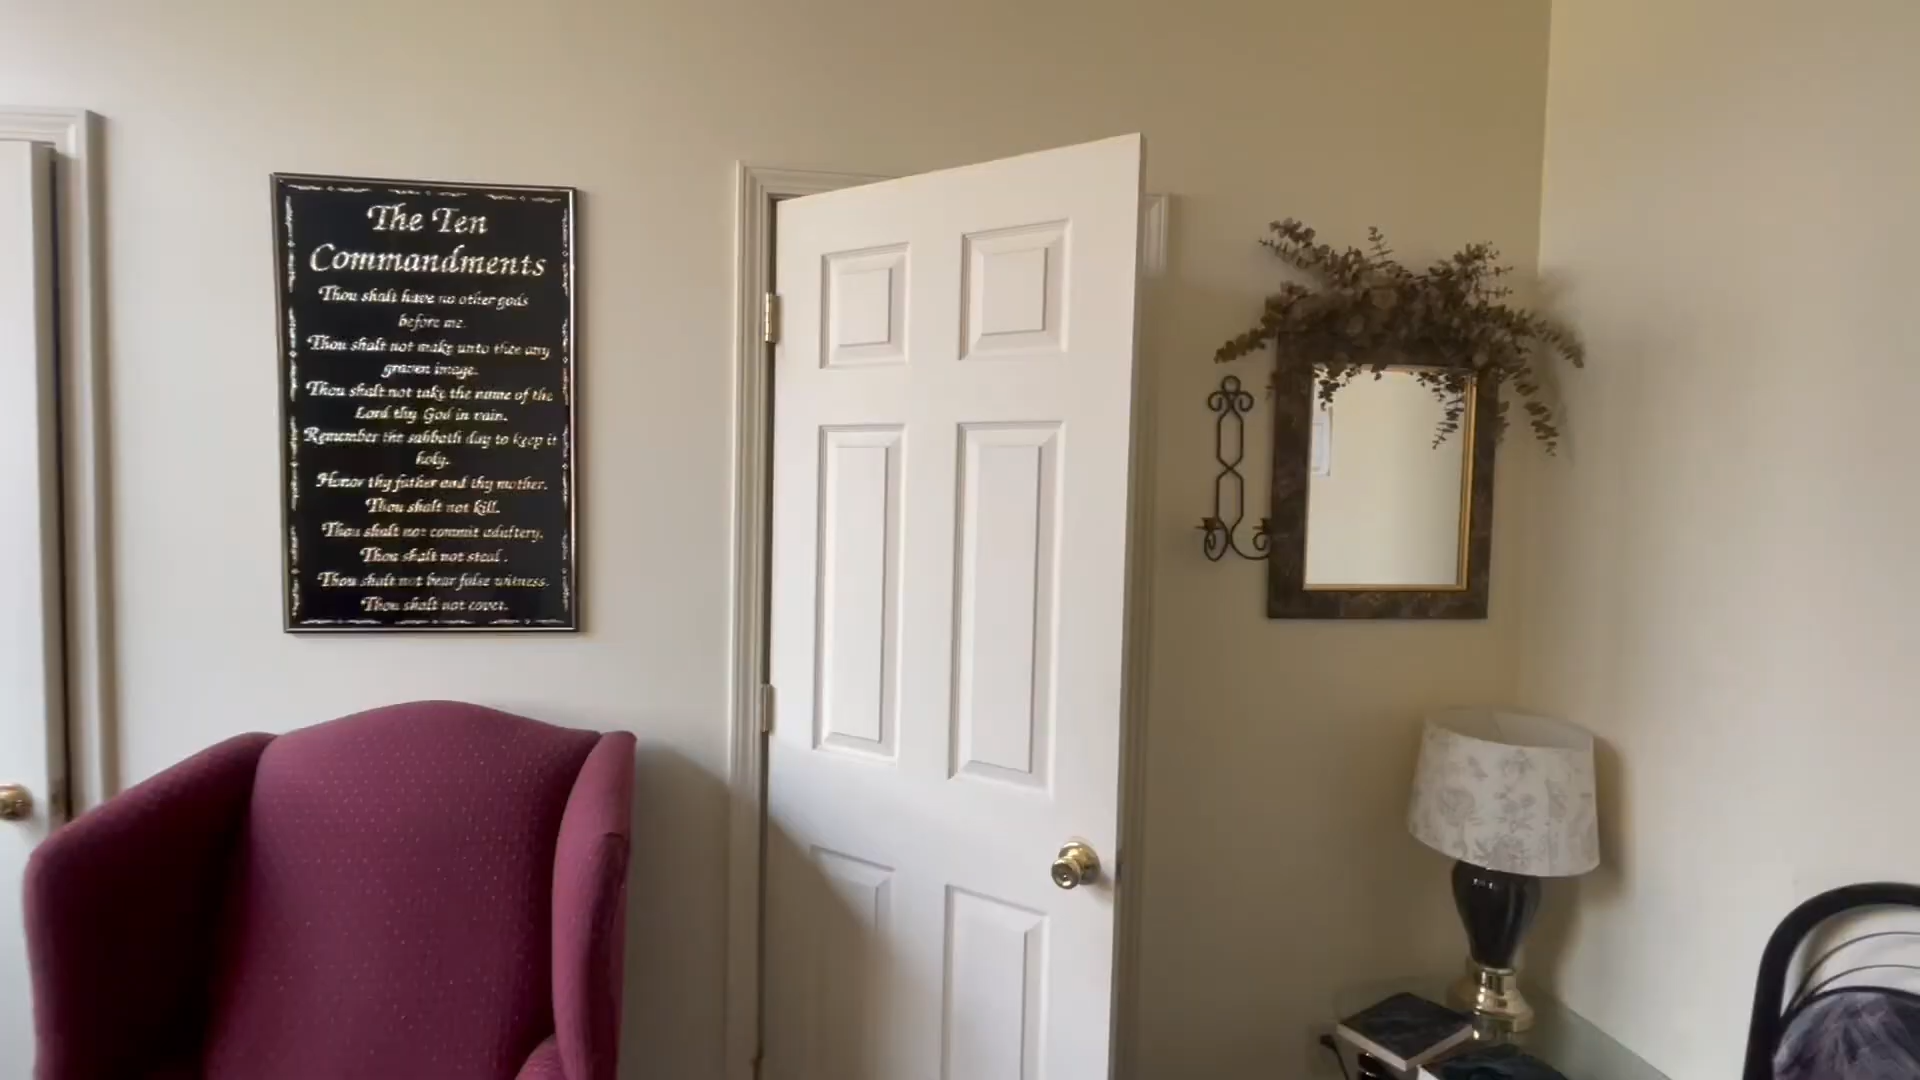 The Ten
Commandments
Thou shalt have no other gods
before me.
Thou shalt not make unto thee any
graven image.
Thou shalt not take the name of the
Lord thy God in vain.
Remember the sabbath day to keep it
holy.
Honor thy father and thy mother.
Thou shalt not kill.
Thou shalt not commit adultery.
Thou shalt not steal.
Thou shalt not bear false witness.
Thou shalt not covet.